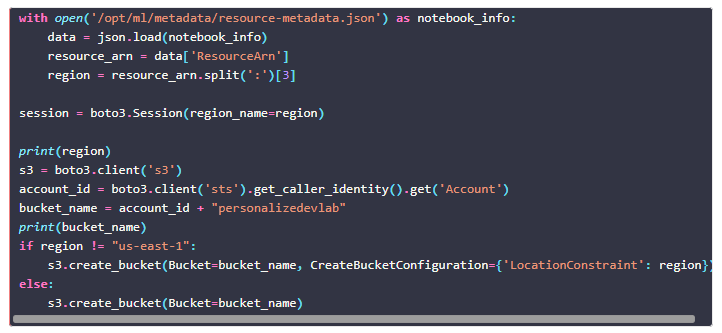 with open('/opt/ml/metadata/resource-metadata.json') as notebook_info:
    data = json.load(notebook_info)
    resource_arn = data['ResourceArn']
    region = resource_arn.split(':')[3]

session = boto3.Session(region_name=region)

print(region)
s3 = boto3.client('s3')
account_id = boto3.client('sts').get_caller_identity().get('Account')
bucket_name = account_id + "personalizedevlab"
print(bucket_name)
if region != "us-east-1":
    s3.create_bucket(Bucket=bucket_name, CreateBucketConfiguration={'LocationConstraint': region})
else:
    s3.create_bucket(Bucket=bucket_name)